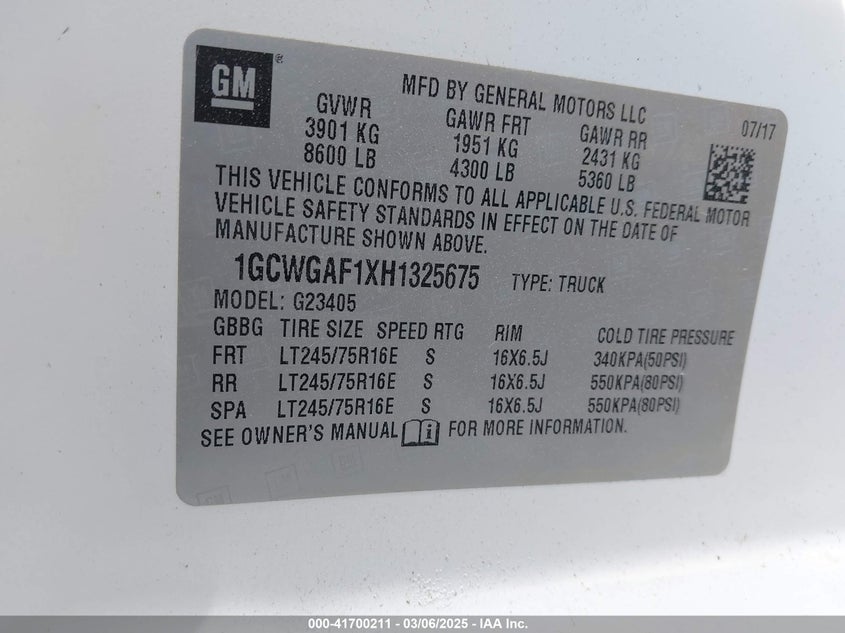 GM ®
MFD BY GENERAL MOTORS LLC
07/17
GVWR GAWR FRT GAWR RR
3901 KG 1951 KG 2431 KG
8600 LB 4300 LB 5360 LB
THIS VEHICLE CONFORMS TO ALL APPLICABLE U.S. FEDERAL MOTOR
VEHICLE SAFETY STANDARDS IN EFFECT ON THE DATE OF
MANUFACTURE SHOWN ABOVE.
1GCWGAF1XH1325675 TYPE: TRUCK
MODEL: G23405
GBBG TIRE SIZE SPEED RTG RIM COLD TIRE PRESSURE
FRT LT245/75R16E S 16X6.5J 340KPA(50PSI)
RR LT245/75R16E S 16X6.5J 550KPA(80PSI)
SPA LT245/75R16E S 16X6.5J 550KPA(80PSI)
SEE OWNER'S MANUAL i FOR MORE INFORMATION.
GM GM GM
000-41700211 - 03/06/2025 - IAA Inc.